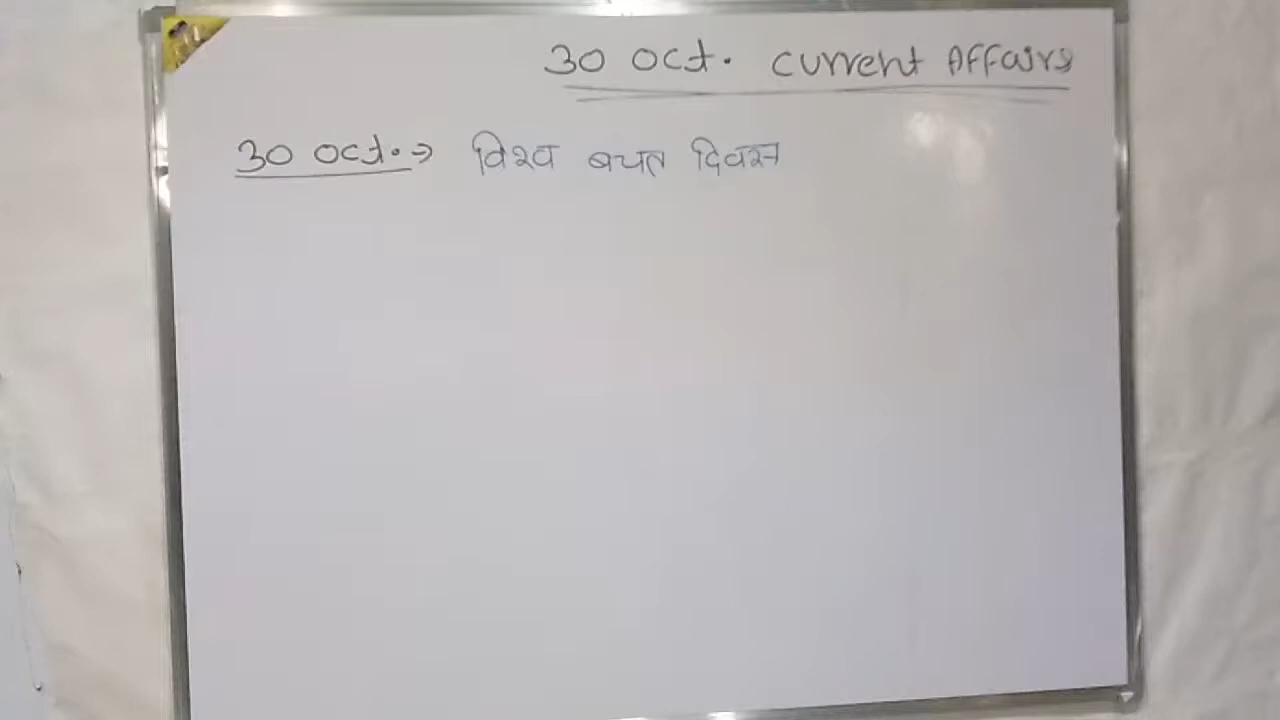 30 Oct. Current Affairs
30 Oct. → विश्व बचत दिवस